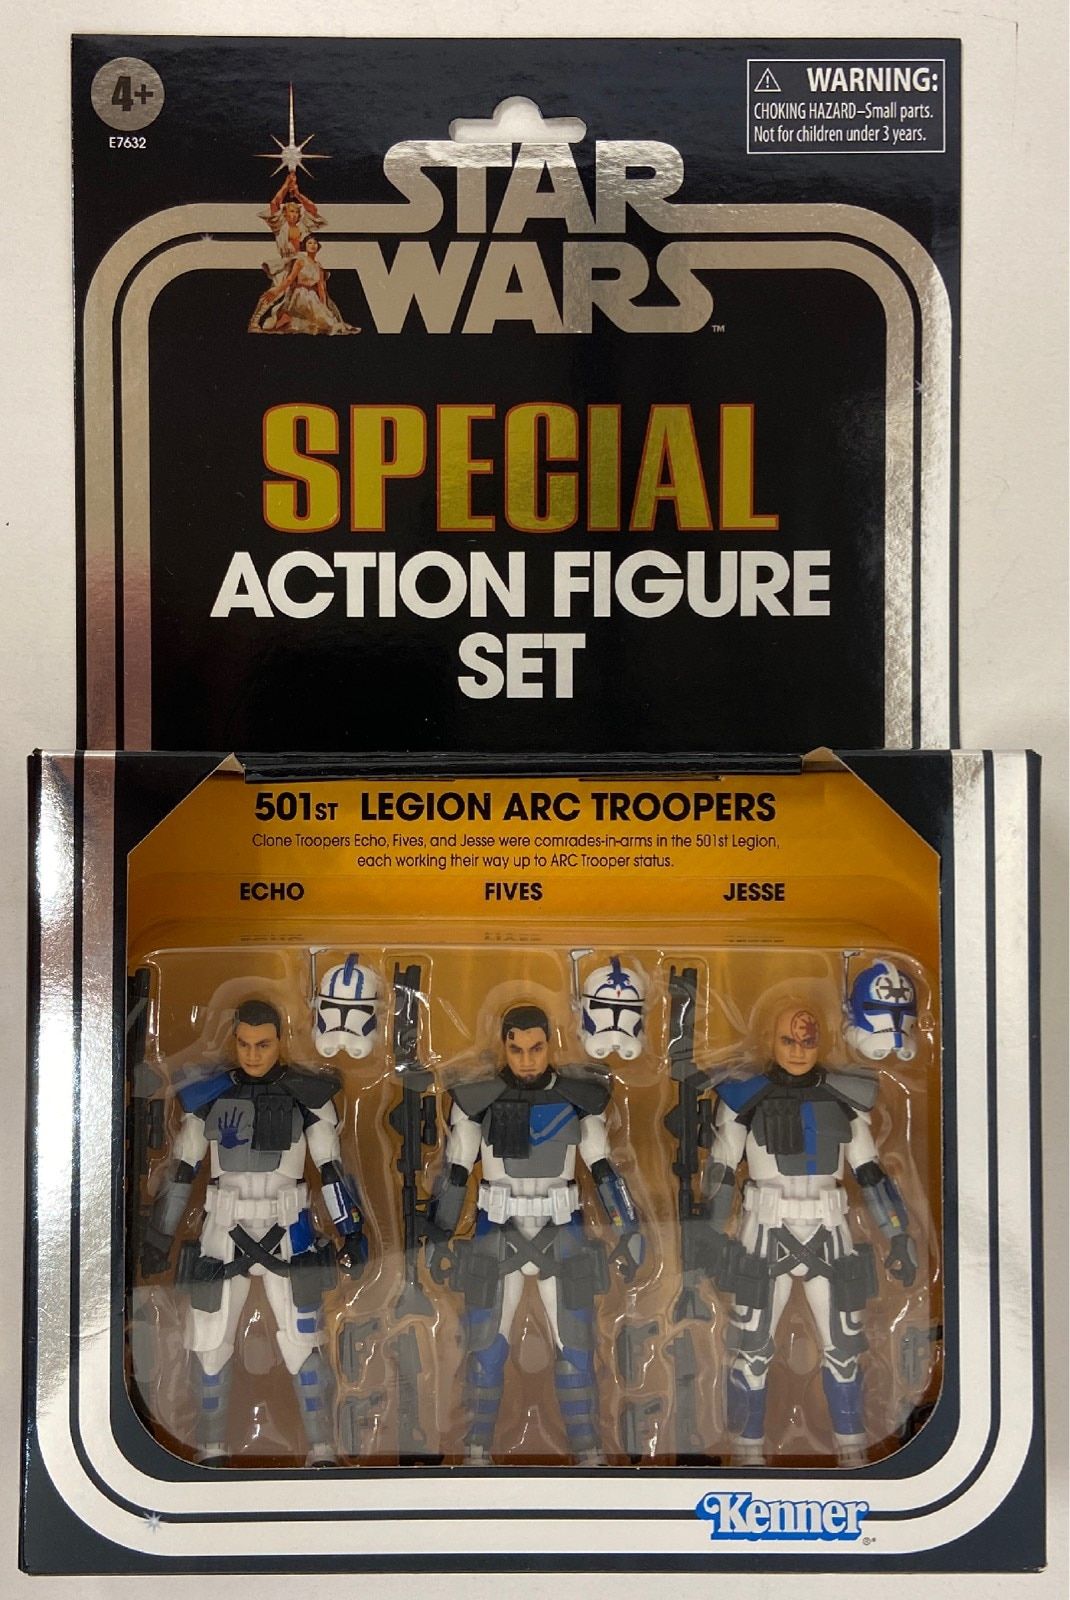 4+
E7632
WARNING:
CHOKING HAZARD–Small parts.
Not for children under 3 years.
STAR
WARS™
SPECIAL
ACTION FIGURE
SET
501ST LEGION ARC TROOPERS
Clone Troopers Echo, Fives, and Jesse were comrades-in-arms in the 501st Legion,
each working their way up to ARC Trooper status.
ECHO FIVES JESSE
Kenner®